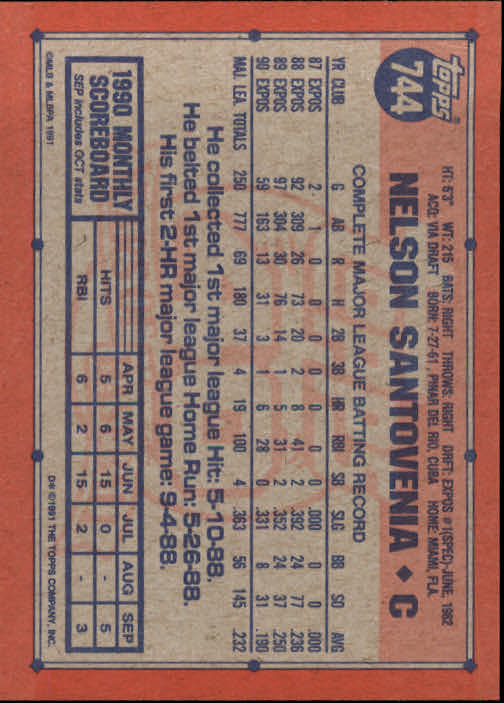 topps®
744
NELSON SANTOVENIA ◆ C
HT: 6'3" WT: 215 BATS: RIGHT THROWS: RIGHT DRFT: EXPOS #1(SPEC)-JUNE, 1982
ACQ: VIA DRAFT BORN: 7-27-61, PINAR DEL RIO, CUBA HOME: MIAMI, FLA.
COMPLETE MAJOR LEAGUE BATTING RECORD
YR CLUB G AB R H 2B 3B HR RBI SB SLG BB SO AVG
87 EXPOS 2 1 0 0 0 0 0 0 0 .000 0 0 .000
88 EXPOS 92 309 26 73 20 2 8 41 2 .392 24 77 .236
89 EXPOS 97 304 30 76 14 1 5 31 2 .352 24 37 .250
90 EXPOS 59 163 13 31 3 1 6 28 0 .331 8 31 .190
MAJ. LEA. TOTALS 250 777 69 180 37 4 19 100 4 .363 56 145 .232
He collected 1st major league Hit: 5-10-88.
He belted 1st major league Home Run: 5-26-88.
His first 2-HR major league game: 9-4-88.
1990 MONTHLY
SCOREBOARD
SEP includes OCT stats
APR MAY JUN JUL AUG SEP
HITS 5 6 15 0 - 5
RBI 6 2 15 2 - 3
©MLB & MLBPA 1991
D* ©1991 THE TOPPS COMPANY, INC.